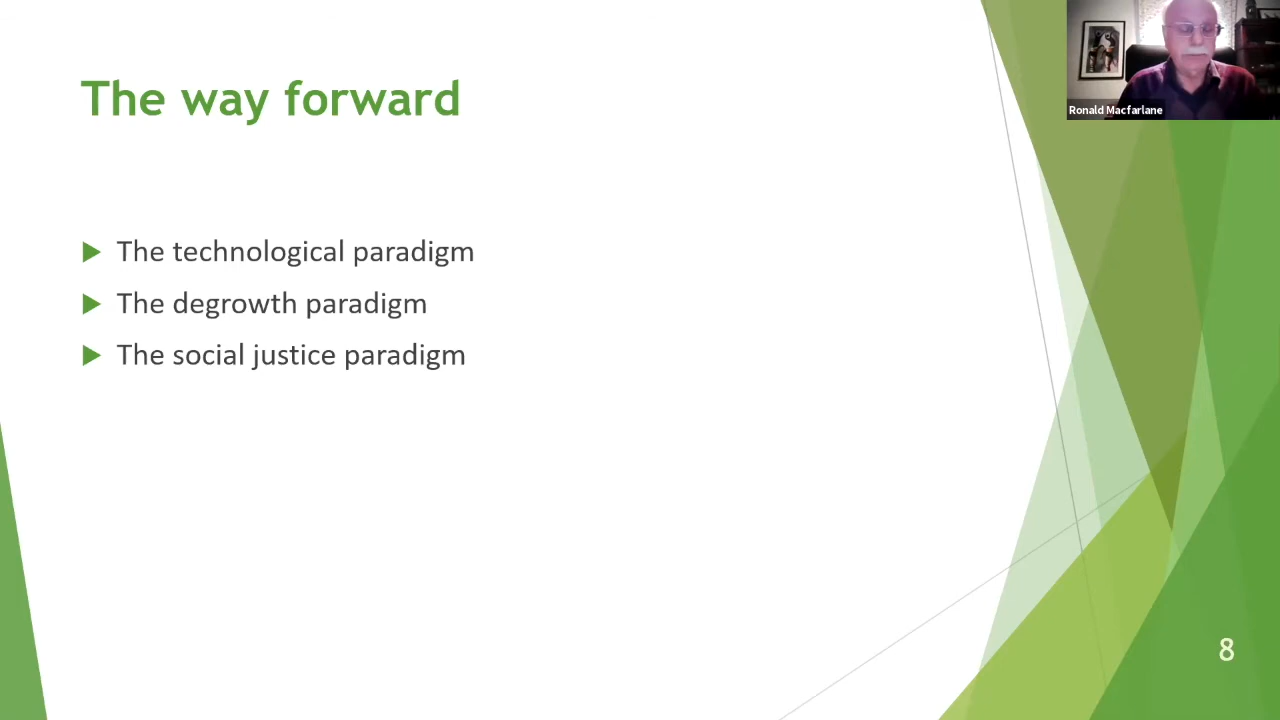 The way forward
Ronald Macfarlane
The technological paradigm
The degrowth paradigm
The social justice paradigm
8